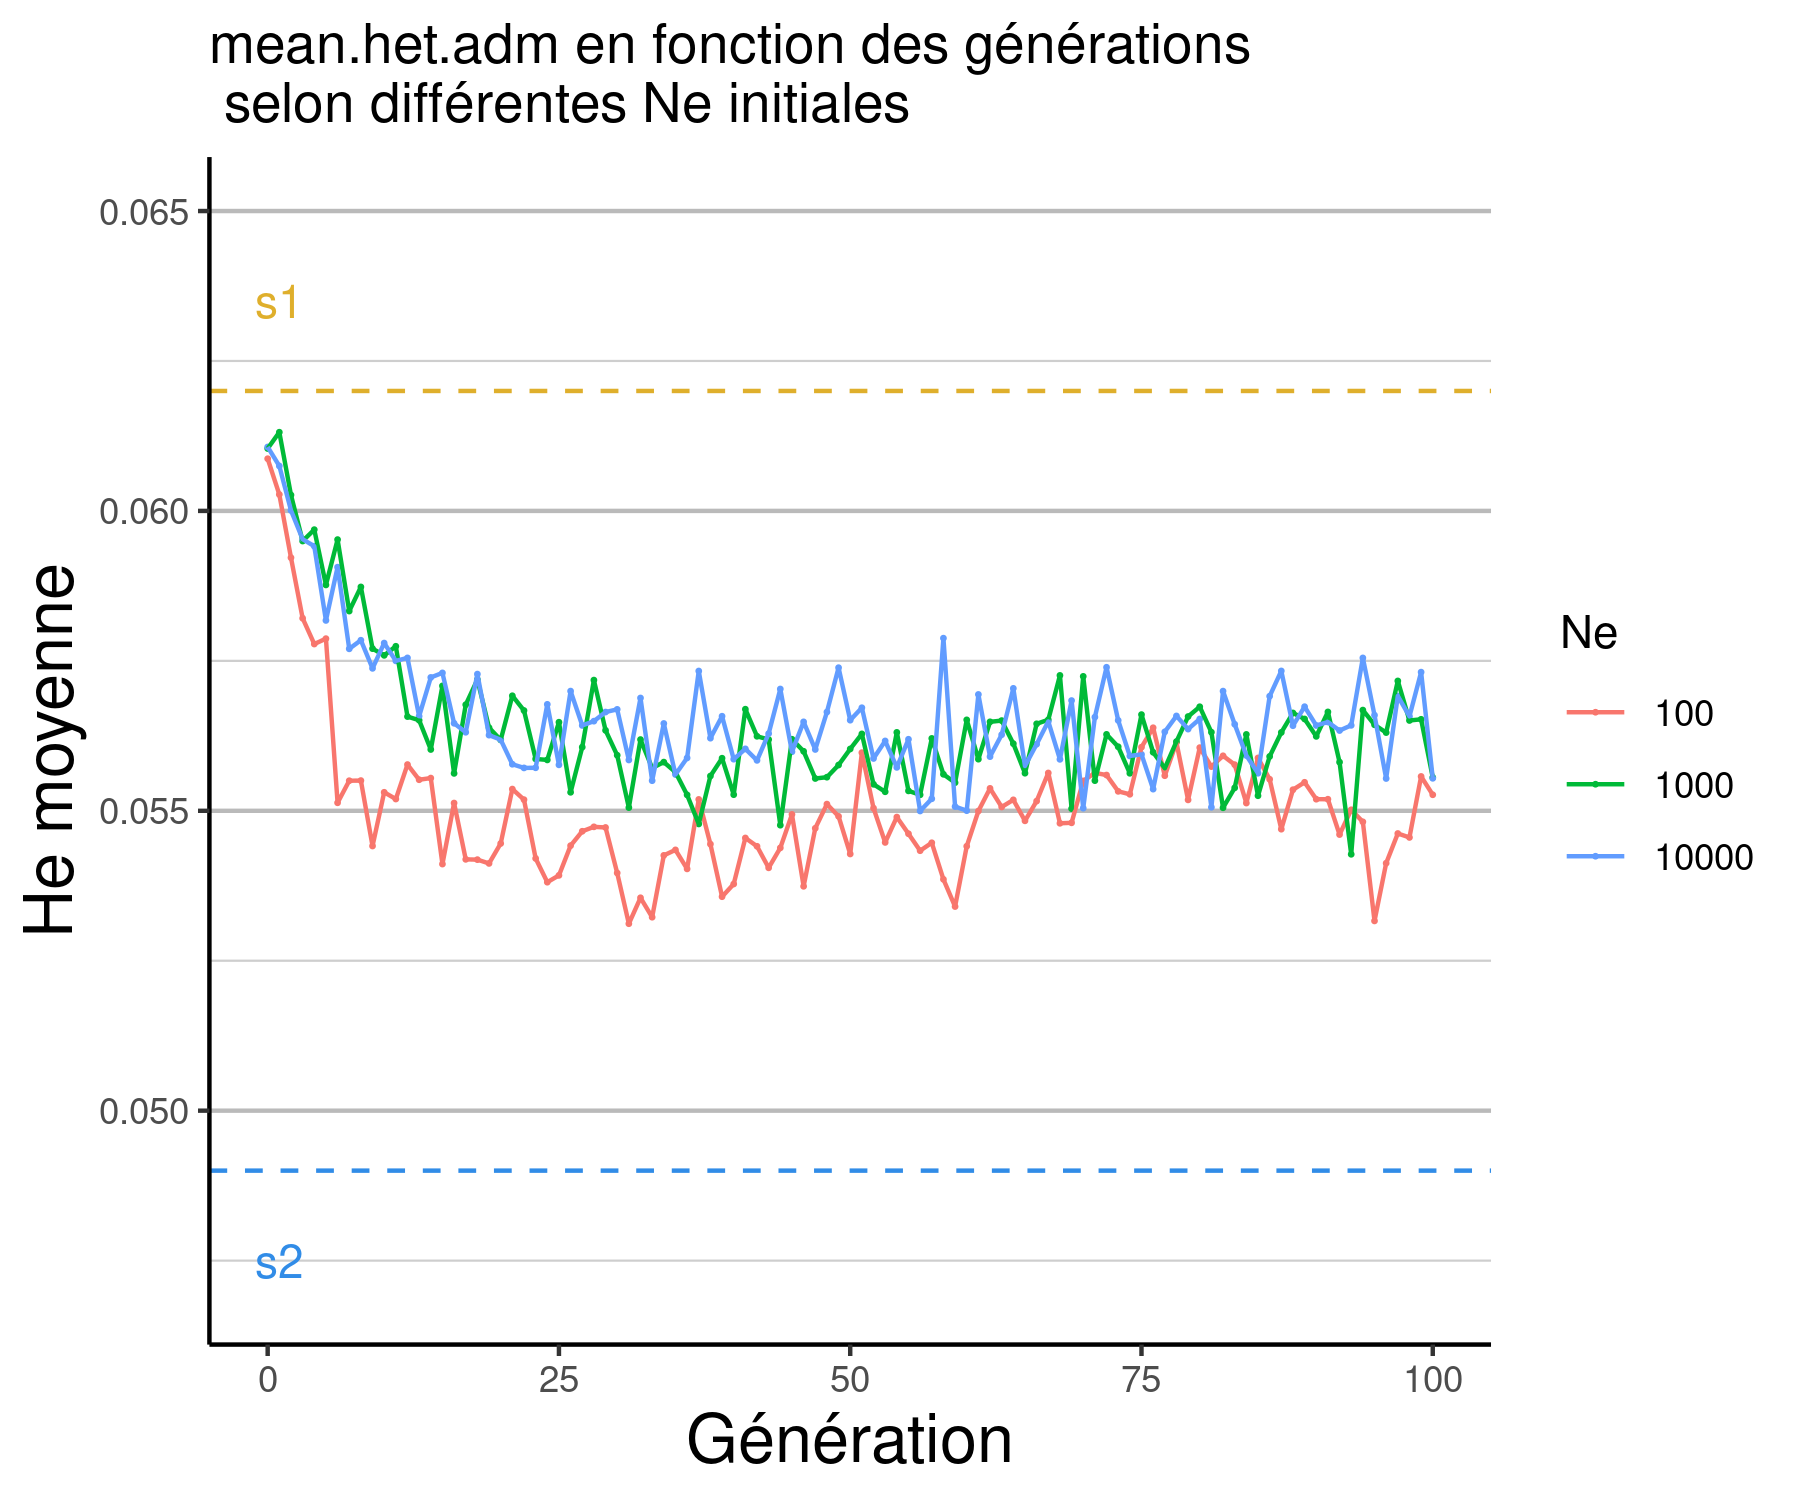 mean.het.adm en fonction des générations
selon différentes Ne initiales
He moyenne
0.065
0.060
0.055
0.050
s1
s2
0
25
50
75
100
Génération
Ne
100
1000
10000